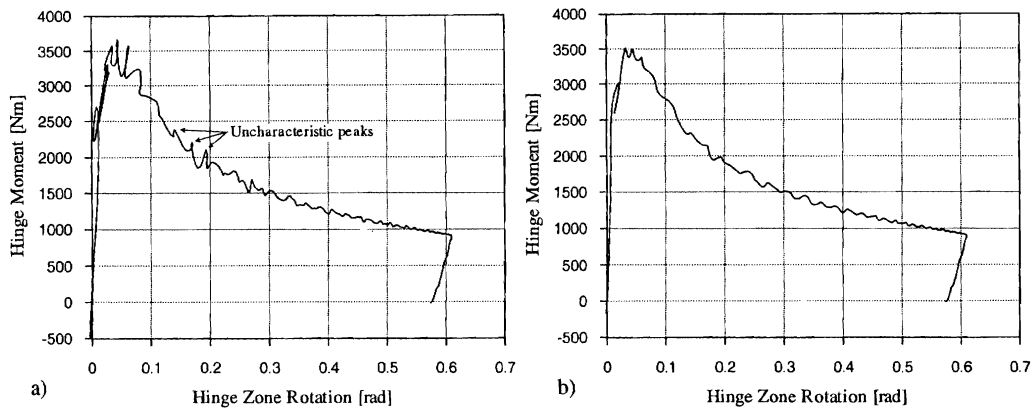 4000
3500
3000
2500
2000
1500
1000
500
0
-500
Hinge Moment [Nm]
Uncharacteristic peaks
0 0.1 0.2 0.3 0.4 0.5 0.6 0.7
Hinge Zone Rotation [rad]
a)
4000
3500
3000
2500
2000
1500
1000
500
0
-500
Hinge Moment [Nm]
0 0.1 0.2 0.3 0.4 0.5 0.6 0.7
Hinge Zone Rotation [rad]
b)